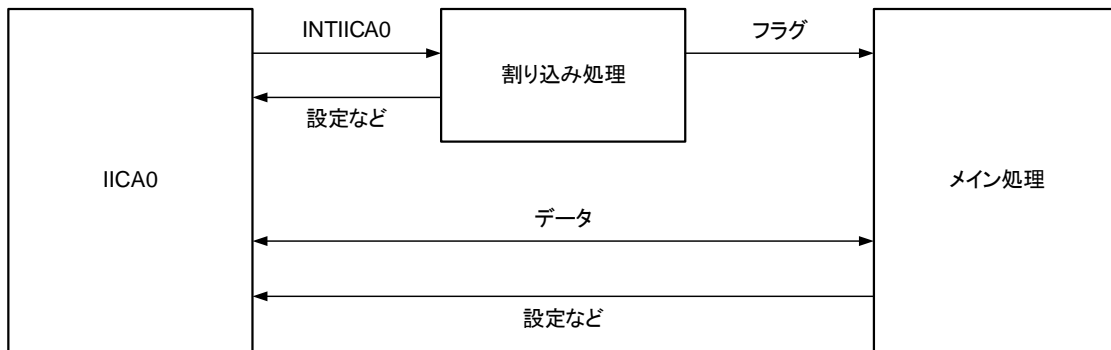 INTIICA0
フラグ
割り込み処理
設定など
IICA0
メイン処理
データ
設定など